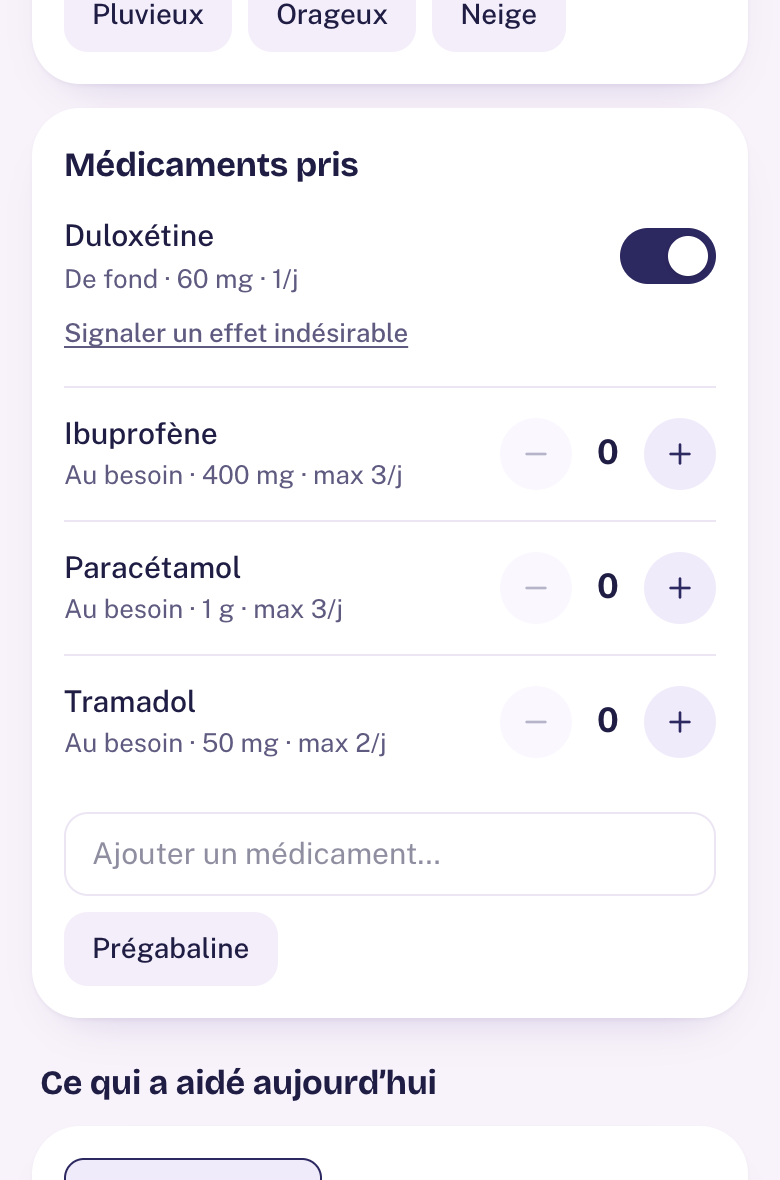 Pluvieux
Orageux
Neige
Médicaments pris
Duloxétine
De fond · 60 mg · 1/j
Signaler un effet indésirable
Ibuprofène
Au besoin · 400 mg · max 3/j
− 0 +
Paracétamol
Au besoin · 1 g · max 3/j
− 0 +
Tramadol
Au besoin · 50 mg · max 2/j
− 0 +
Ajouter un médicament...
Prégabaline
Ce qui a aidé aujourd’hui